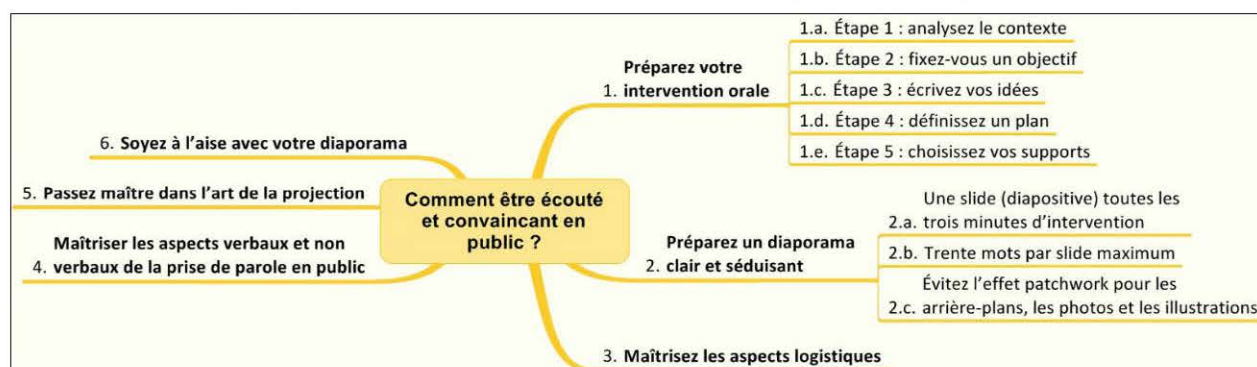 Comment être écouté
et convaincant en
public ?
Préparez votre
1. intervention orale
1.a. Étape 1 : analysez le contexte
1.b. Étape 2 : fixez-vous un objectif
1.c. Étape 3 : écrivez vos idées
1.d. Étape 4 : définissez un plan
1.e. Étape 5 : choisissez vos supports
Préparez un diaporama
2. clair et séduisant
Une slide (diapositive) toutes les
2.a. trois minutes d’intervention
2.b. Trente mots par slide maximum
Évitez l’effet patchwork pour les
2.c. arrière-plans, les photos et les illustrations
3. Maîtrisez les aspects logistiques
Maîtriser les aspects verbaux et non
4. verbaux de la prise de parole en public
5. Passez maître dans l’art de la projection
6. Soyez à l’aise avec votre diaporama